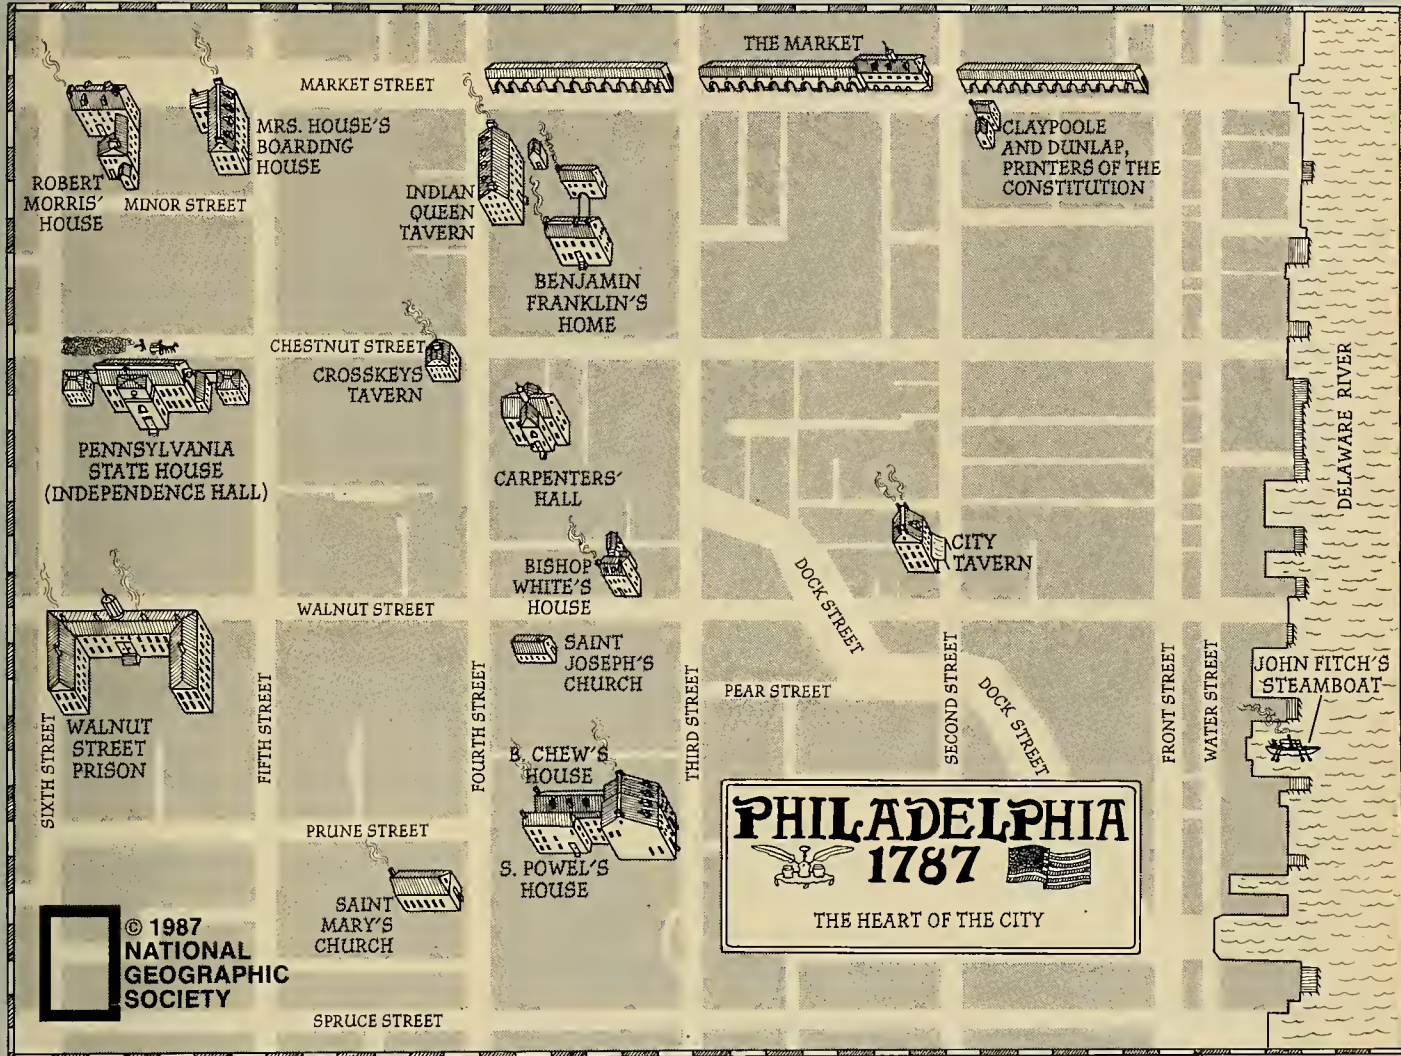 THE MARKET
MARKET STREET
ROBERT
MORRIS'
HOUSE
MRS. HOUSE'S
BOARDING
HOUSE
MINOR STREET
INDIAN
QUEEN
TAVERN
BENJAMIN
FRANKLIN'S
HOME
CLAYPOOLE
AND DUNLAP,
PRINTERS OF THE
CONSTITUTION
CHESTNUT STREET
CROSSKEYS
TAVERN
PENNSYLVANIA
STATE HOUSE
(INDEPENDENCE HALL)
CARPENTERS'
HALL
DELAWARE RIVER
BISHOP
WHITE'S
HOUSE
CITY
TAVERN
DOCK STREET
WALNUT STREET
WALNUT
STREET
PRISON
SAINT
JOSEPH'S
CHURCH
PEAR STREET
DOCK STREET
JOHN FITCH'S
STEAMBOAT
SIXTH STREET
FIFTH STREET
FOURTH STREET
THIRD STREET
SECOND STREET
FRONT STREET
WATER STREET
B. CHEW'S
HOUSE
S. POWEL'S
HOUSE
PRUNE STREET
SAINT
MARY'S
CHURCH
SPRUCE STREET
PHILADELPHIA
1787
THE HEART OF THE CITY
© 1987
NATIONAL
GEOGRAPHIC
SOCIETY